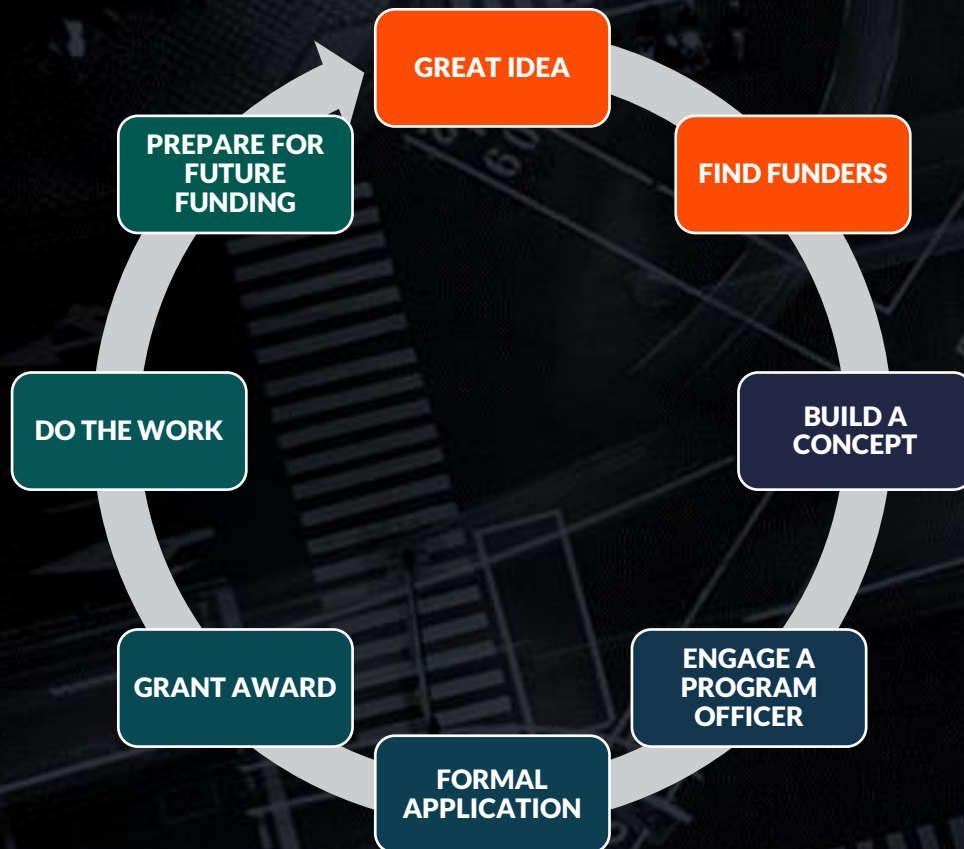 GREAT IDEA
FIND FUNDERS
BUILD A
CONCEPT
ENGAGE A
PROGRAM
OFFICER
FORMAL
APPLICATION
GRANT AWARD
DO THE WORK
PREPARE FOR
FUTURE
FUNDING